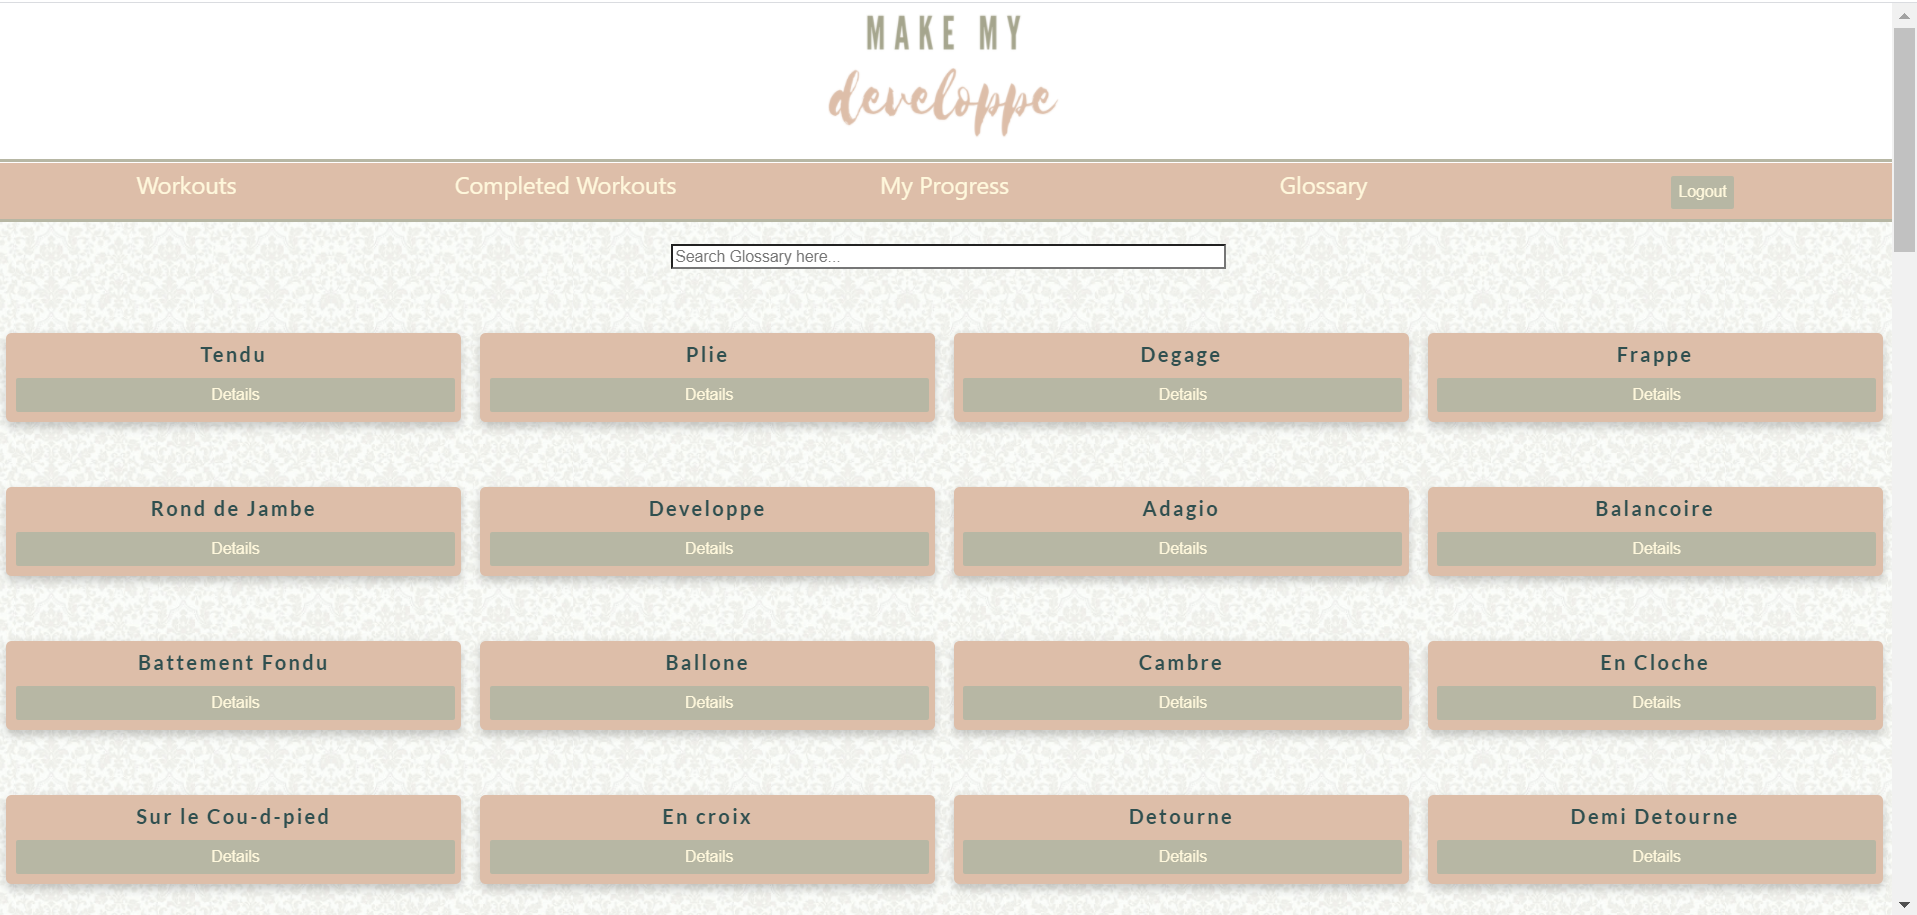 MAKE MY
developpe
Workouts Completed Workouts My Progress Glossary Logout
Search Glossary here...
Tendu Plie Degage Frappe
Details Details Details Details
Rond de Jambe Developpe Adagio Balancoire
Details Details Details Details
Battement Fondu Ballone Cambre En Cloche
Details Details Details Details
Sur le Cou-d-pied En croix Detourne Demi Detourne
Details Details Details Details